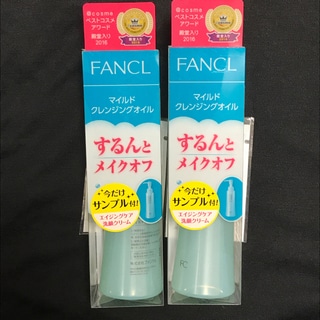 @cosme
ベストコスメ
アワード
殿堂入り
2016
FANCL
マイルド
クレンジングオイル
するんと
メイクオフ
今だけ
サンプル付!
エイジングケア
洗顔クリーム
@cosme
ベストコスメ
アワード
殿堂入り
2016
FANCL
マイルド
クレンジングオイル
するんと
メイクオフ
今だけ
サンプル付!
エイジングケア
洗顔クリーム